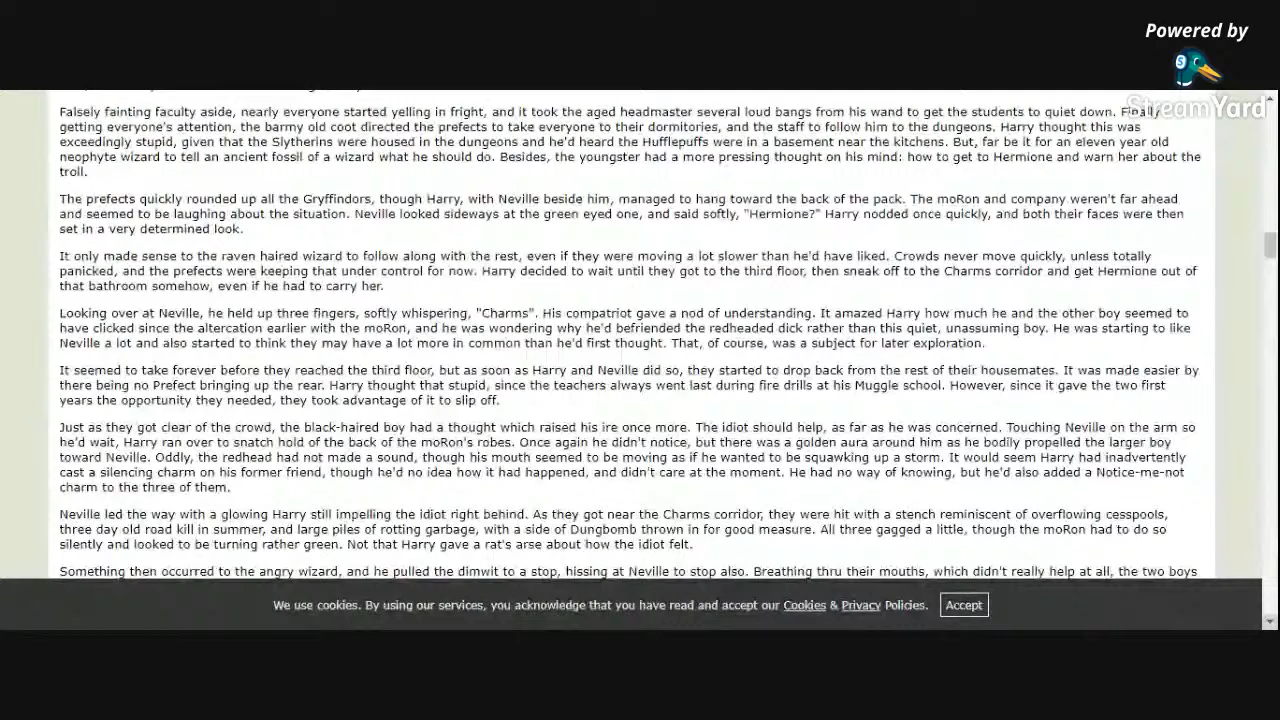 Powered by
StreamYard
Falsely fainting faculty aside, nearly everyone started yelling in fright, and it took the aged headmaster several loud bangs from his wand to get the students to quiet down. Finally
getting everyone's attention, the barmy old coot directed the prefects to take everyone to their dormitories, and the staff to follow him to the dungeons. Harry thought this was
exceedingly stupid, given that the Slytherins were housed in the dungeons and he'd heard the Hufflepuffs were in a basement near the kitchens. But, far be it for an eleven year old
neophyte wizard to tell an ancient fossil of a wizard what he should do. Besides, the youngster had a more pressing thought on his mind: how to get to Hermione and warn her about the
troll.
The prefects quickly rounded up all the Gryffindors, though Harry, with Neville beside him, managed to hang toward the back of the pack. The moRon and company weren't far ahead
and seemed to be laughing about the situation. Neville looked sideways at the green eyed one, and said softly, "Hermione?" Harry nodded once quickly, and both their faces were then
set in a very determined look.
It only made sense to the raven haired wizard to follow along with the rest, even if they were moving a lot slower than he'd have liked. Crowds never move quickly, unless totally
panicked, and the prefects were keeping that under control for now. Harry decided to wait until they got to the third floor, then sneak off to the Charms corridor and get Hermione out of
that bathroom somehow, even if he had to carry her.
Looking over at Neville, he held up three fingers, softly whispering, "Charms". His compatriot gave a nod of understanding. It amazed Harry how much he and the other boy seemed to
have clicked since the altercation earlier with the moRon, and he was wondering why he'd befriended the redheaded dick rather than this quiet, unassuming boy. He was starting to like
Neville a lot and also started to think they may have a lot more in common than he'd first thought. That, of course, was a subject for later exploration.
It seemed to take forever before they reached the third floor, but as soon as Harry and Neville did so, they started to drop back from the rest of their housemates. It was made easier by
there being no Prefect bringing up the rear. Harry thought that stupid, since the teachers always went last during fire drills at his Muggle school. However, since it gave the two first
years the opportunity they needed, they took advantage of it to slip off.
Just as they got clear of the crowd, the black-haired boy had a thought which raised his ire once more. The idiot should help, as far as he was concerned. Touching Neville on the arm so
he'd wait, Harry ran over to snatch hold of the back of the moRon's robes. Once again he didn't notice, but there was a golden aura around him as he bodily propelled the larger boy
toward Neville. Oddly, the redhead had not made a sound, though his mouth seemed to be moving as if he wanted to be squawking up a storm. It would seem Harry had inadvertently
cast a silencing charm on his former friend, though he'd no idea how it had happened, and didn't care at the moment. He had no way of knowing, but he'd also added a Notice-me-not
charm to the three of them.
Neville led the way with a glowing Harry still impelling the idiot right behind. As they got near the Charms corridor, they were hit with a stench reminiscent of overflowing cesspools,
three day old road kill in summer, and large piles of rotting garbage, with a side of Dungbomb thrown in for good measure. All three gagged a little, though the moRon had to do so
silently and looked to be turning rather green. Not that Harry gave a rat's arse about how the idiot felt.
Something then occurred to the angry wizard, and he pulled the dimwit to a stop, hissing at Neville to stop also. Breathing thru their mouths, which didn't really help at all, the two boys
We use cookies. By using our services, you acknowledge that you have read and accept our Cookies & Privacy Policies. Accept